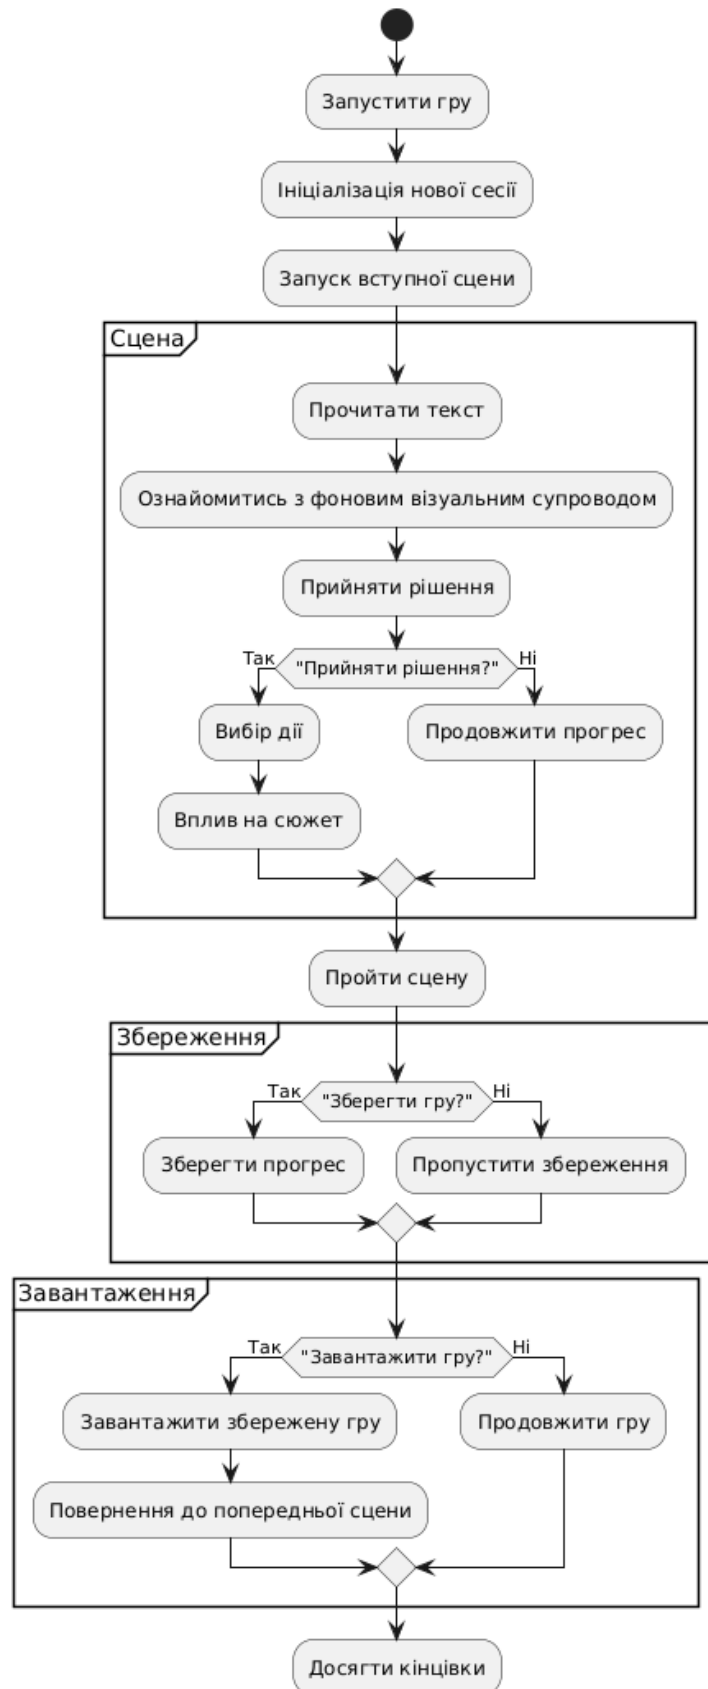 Запустити гру
Ініціалізація нової сесії
Запуск вступної сцени
Сцена
Прочитати текст
Ознайомитись з фоновим візуальним супроводом
Прийняти рішення
Так
"Прийняти рішення?"
Ні
Вибір дії
Продовжити прогрес
Вплив на сюжет
Пройти сцену
Збереження
Так
"Зберегти гру?"
Ні
Зберегти прогрес
Пропустити збереження
Завантаження
Так
"Завантажити гру?"
Ні
Завантажити збережену гру
Продовжити гру
Повернення до попередньої сцени
Досягти кінцівки